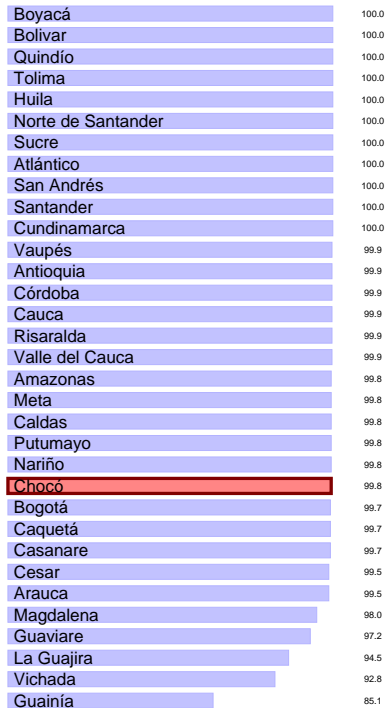 Boyacá 100.0
Bolivar 100.0
Quindío 100.0
Tolima 100.0
Huila 100.0
Norte de Santander 100.0
Sucre 100.0
Atlántico 100.0
San Andrés 100.0
Santander 100.0
Cundinamarca 100.0
Vaupés 99.9
Antioquia 99.9
Córdoba 99.9
Cauca 99.9
Risaralda 99.9
Valle del Cauca 99.9
Amazonas 99.8
Meta 99.8
Caldas 99.8
Putumayo 99.8
Nariño 99.8
Chocó 99.8
Bogotá 99.7
Caquetá 99.7
Casanare 99.7
Cesar 99.5
Arauca 99.5
Magdalena 98.0
Guaviare 97.2
La Guajira 94.5
Vichada 92.8
Guainía 85.1